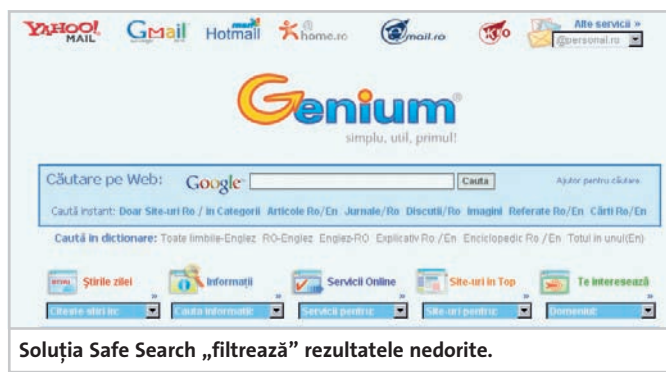 YAHOO! Gmail Hotmail @home.ro @mail.ro Alte servicii »
MAIL @personal.ro
Genium®
simplu, util, primul!
Căutare pe Web: Google Cauta Ajutor pentru căutare
Caută instant: Doar Site-uri Ro / in Categorii Articole Ro/En Jurnale/Ro Discutii/Ro Imagini Referate Ro/En Cărti Ro/En
Caută in dictionare: Toate limbile-Englez RO-Englez Englez-RO Explicativ Ro /En Enciclopedic Ro /En Totul in unul(En)
Știrile zilei Informații Servicii Online Site-uri in Top Te interesează
» » » » »
Citeste stiri in: Cauta informatii: Servicii pentru: Site-uri pentru: Domeniul:
Soluția Safe Search „filtrează” rezultatele nedorite.